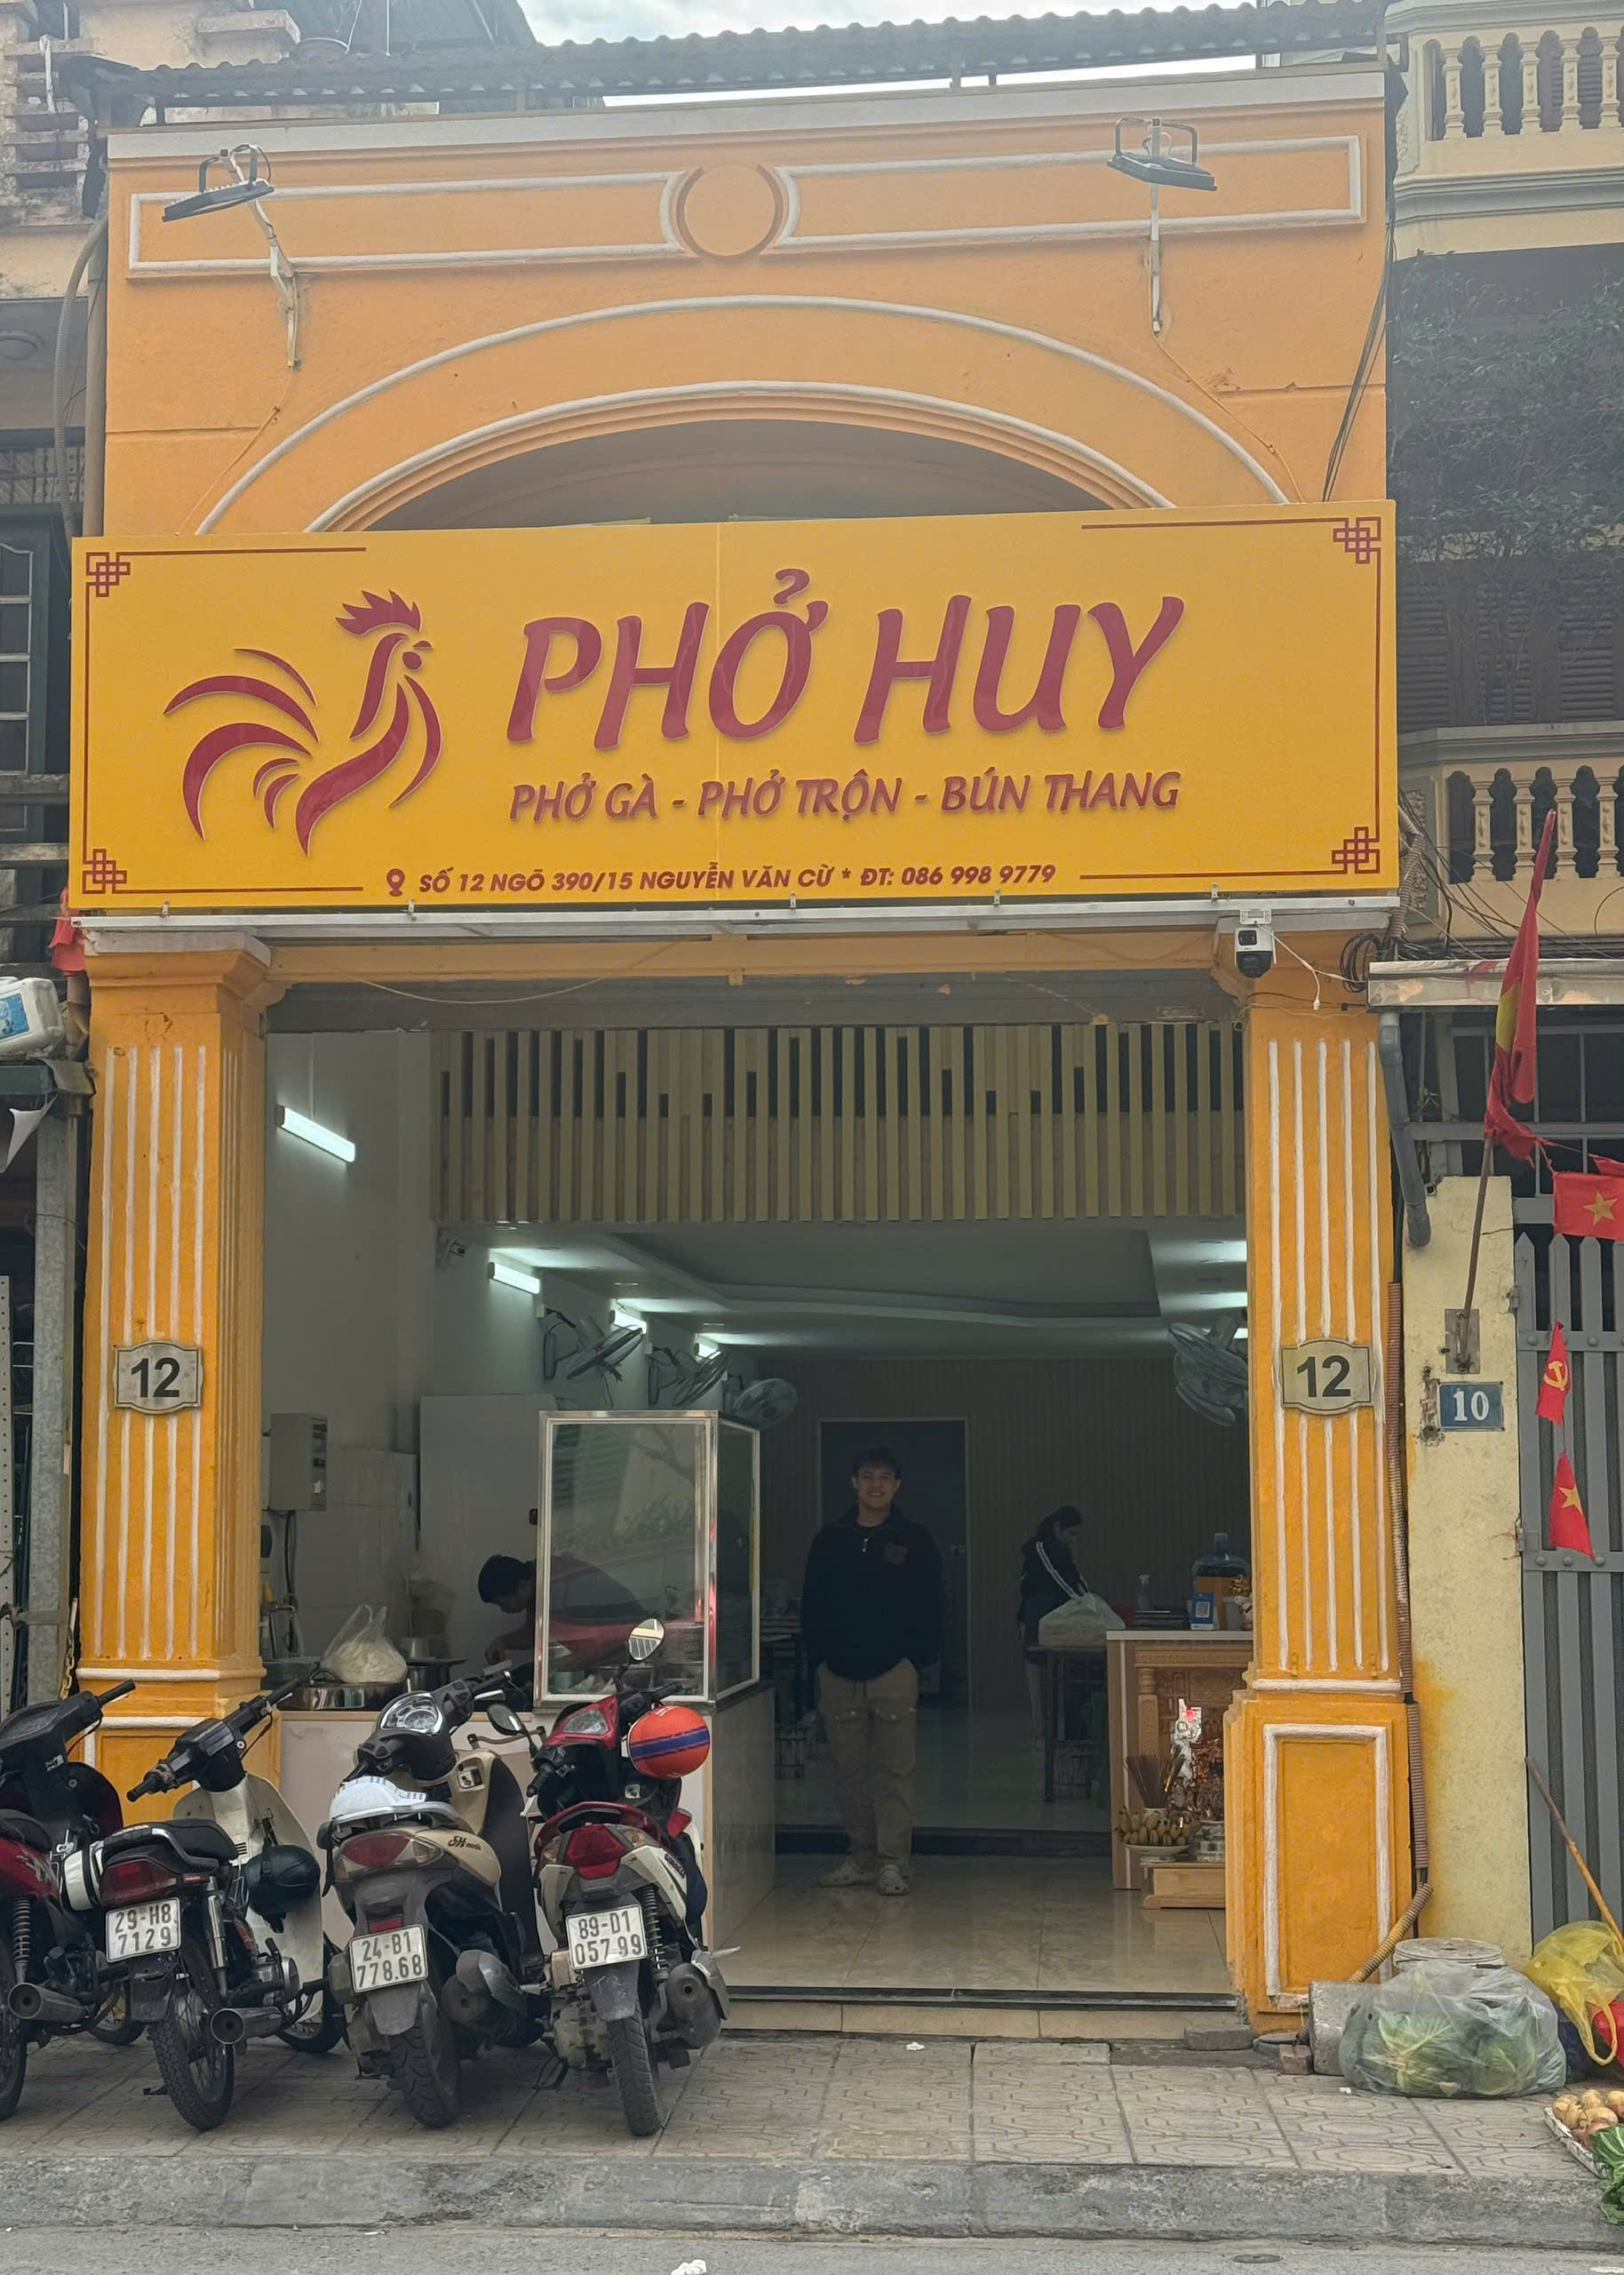 PHỞ HUY
PHỞ GÀ - PHỞ TRỘN - BÚN THANG
SỐ 12 NGÕ 390/15 NGUYỄN VĂN CỪ * ĐT: 086 998 9779
12
12
10
29-H8
7129
24-B1
778.68
89-D1
057.99